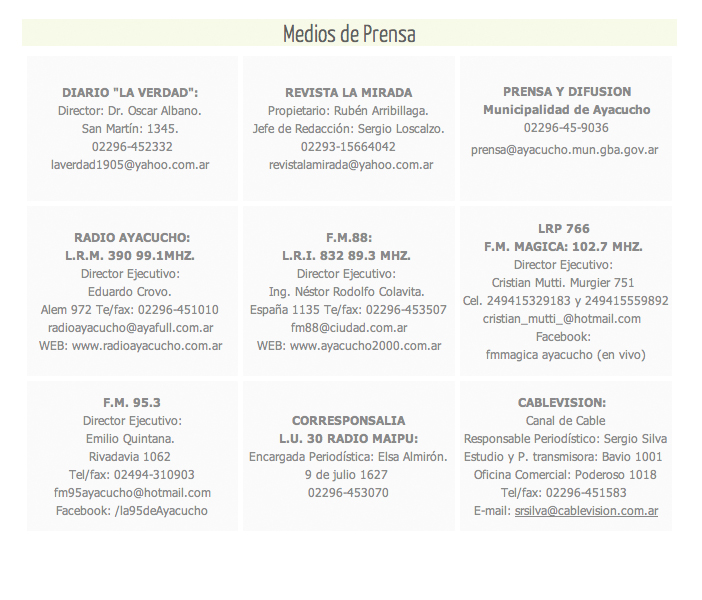 Medios de Prensa
DIARIO "LA VERDAD":
Director: Dr. Oscar Albano.
San Martín: 1345.
02296-452332
laverdad1905@yahoo.com.ar
REVISTA LA MIRADA
Propietario: Rubén Arribillaga.
Jefe de Redacción: Sergio Loscalzo.
02293-15664042
revistalamirada@yahoo.com.ar
PRENSA Y DIFUSION
Municipalidad de Ayacucho
02296-45-9036
prensa@ayacucho.mun.gba.gov.ar
RADIO AYACUCHO:
L.R.M. 390 99.1MHZ.
Director Ejecutivo:
Eduardo Crovo.
Alem 972 Te/fax: 02296-451010
radioayacucho@ayafull.com.ar
WEB: www.radioayacucho.com.ar
F.M.88:
L.R.I. 832 89.3 MHZ.
Director Ejecutivo:
Ing. Néstor Rodolfo Colavita.
España 1135 Te/fax: 02296-453507
fm88@ciudad.com.ar
WEB: www.ayacucho2000.com.ar
LRP 766
F.M. MAGICA: 102.7 MHZ.
Director Ejecutivo:
Cristian Mutti. Murgier 751
Cel. 249415329183 y 249415559892
cristian_mutti_@hotmail.com
Facebook:
fmmagica ayacucho (en vivo)
F.M. 95.3
Director Ejecutivo:
Emilio Quintana.
Rivadavia 1062
Tel/fax: 02494-310903
fm95ayacucho@hotmail.com
Facebook: /la95deAyacucho
CORRESPONSALIA
L.U. 30 RADIO MAIPU:
Encargada Periodística: Elsa Almirón.
9 de julio 1627
02296-453070
CABLEVISION:
Canal de Cable
Responsable Periodístico: Sergio Silva
Estudio y P. transmisora: Bavio 1001
Oficina Comercial: Poderoso 1018
Tel/fax: 02296-451583
E-mail: srsilva@cablevision.com.ar